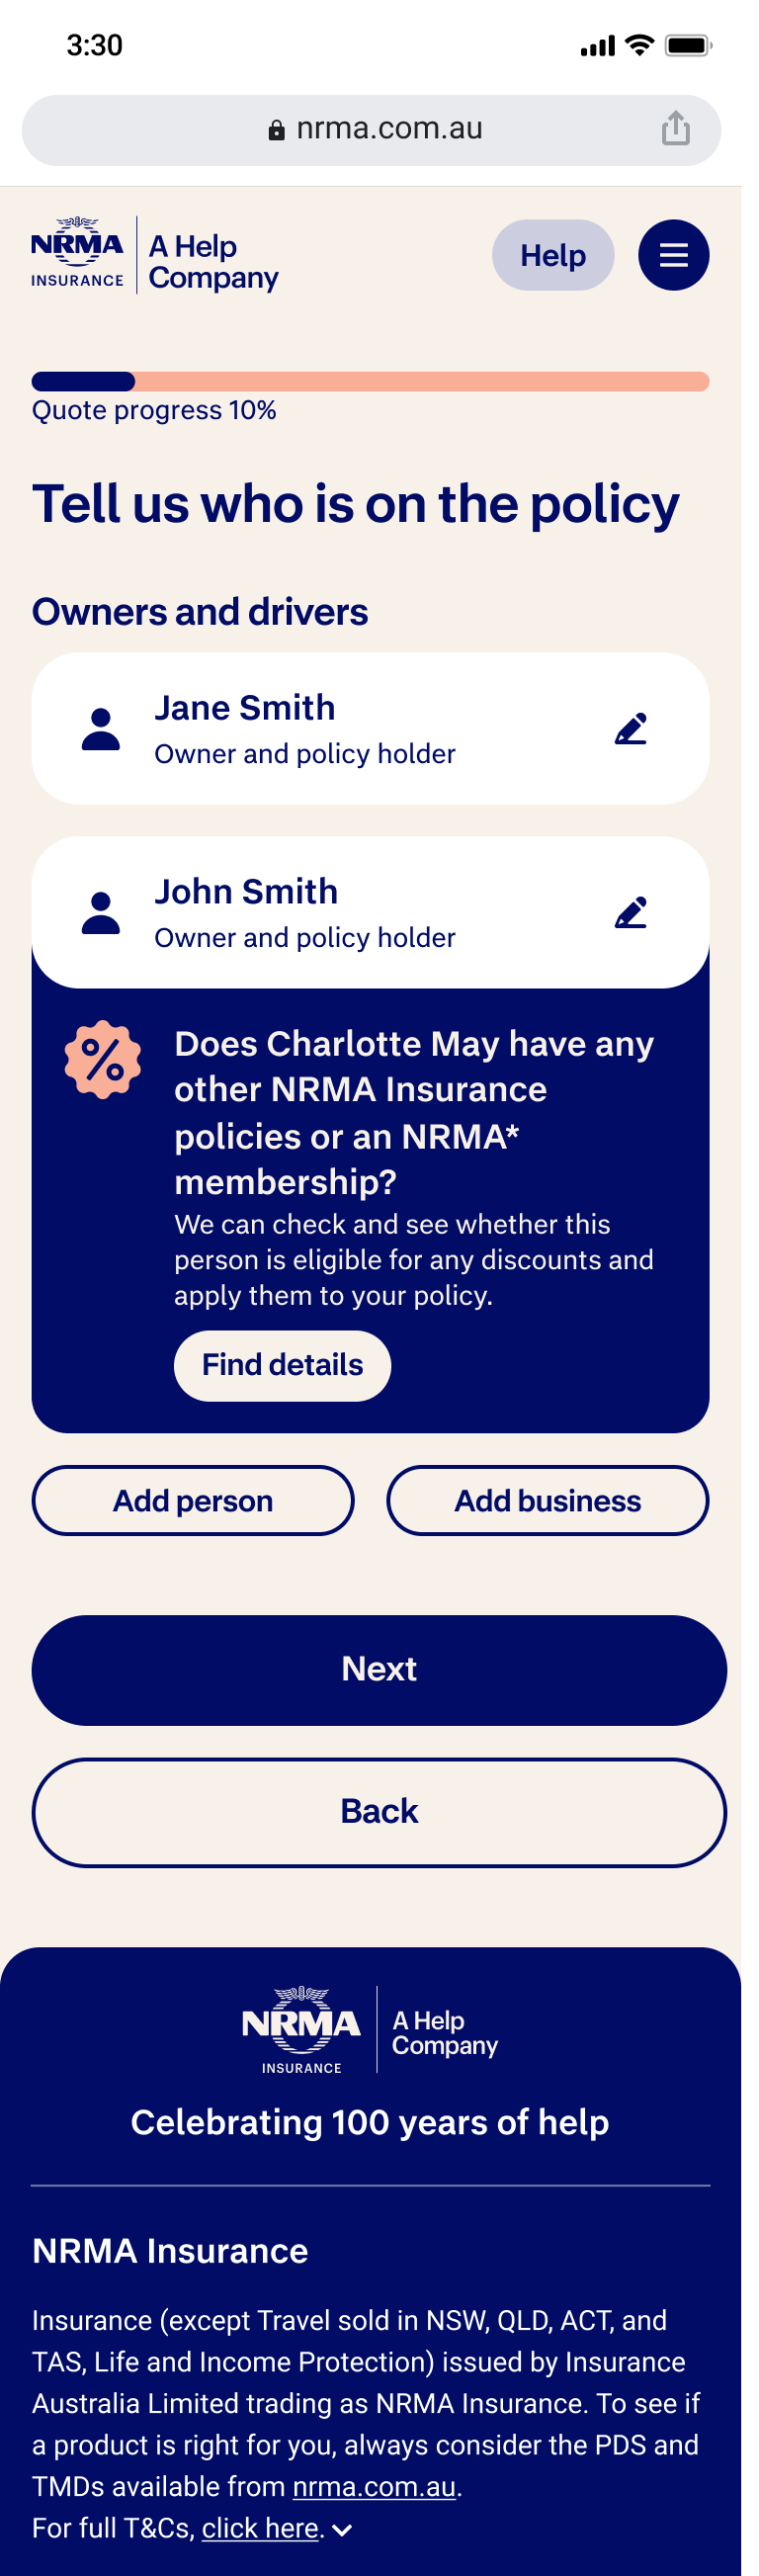 3:30
nrma.com.au
NRMA
INSURANCE
A Help
Company
Help
Quote progress 10%
Tell us who is on the policy
Owners and drivers
Jane Smith
Owner and policy holder
John Smith
Owner and policy holder
Does Charlotte May have any
other NRMA Insurance
policies or an NRMA*
membership?
We can check and see whether this
person is eligible for any discounts and
apply them to your policy.
Find details
Add person
Add business
Next
Back
NRMA
INSURANCE
A Help
Company
Celebrating 100 years of help
NRMA Insurance
Insurance (except Travel sold in NSW, QLD, ACT, and
TAS, Life and Income Protection) issued by Insurance
Australia Limited trading as NRMA Insurance. To see if
a product is right for you, always consider the PDS and
TMDs available from nrma.com.au.
For full T&Cs, click here.